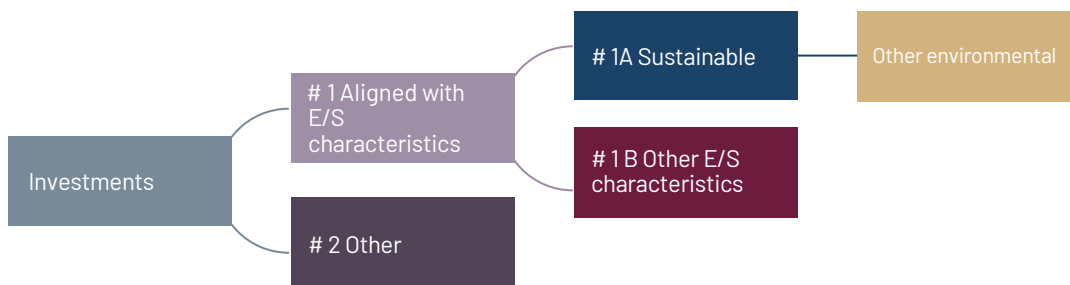 Investments
# 1 Aligned with
E/S
characteristics
# 2 Other
# 1A Sustainable
# 1 B Other E/S
characteristics
Other environmental